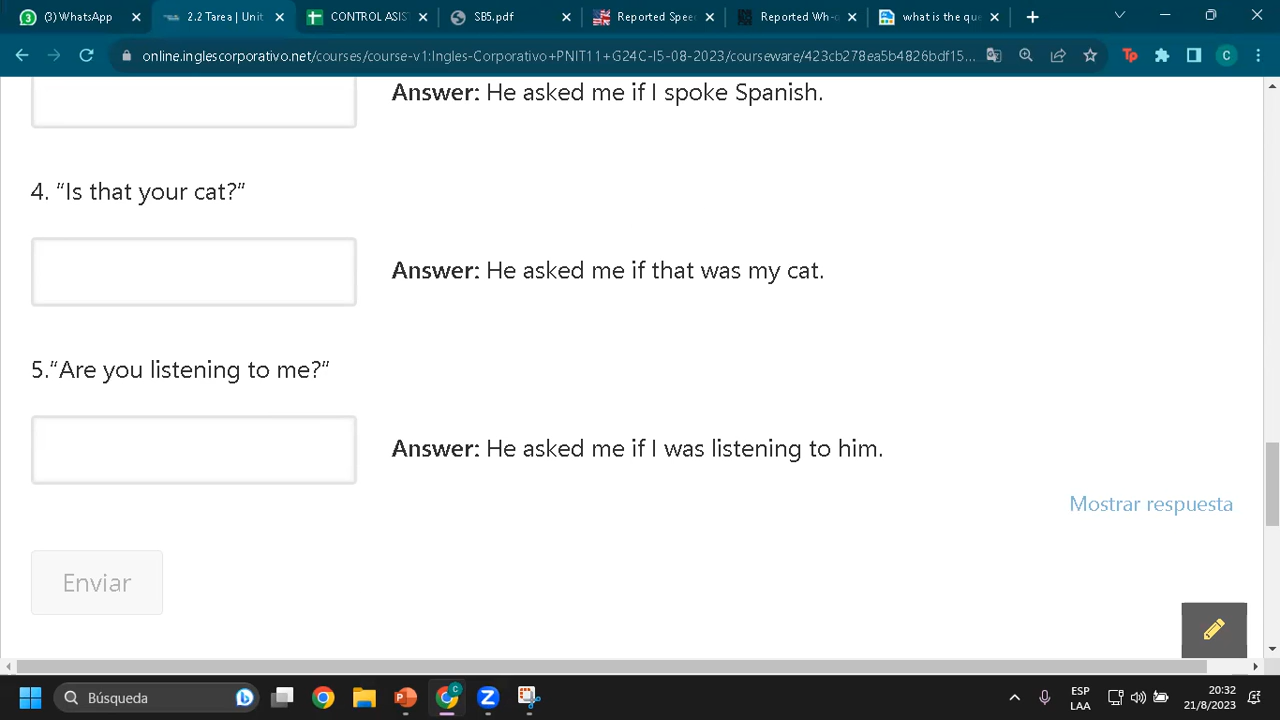 (3) WhatsApp
2.2 Tarea | Unit
CONTROL ASIS
SB5.pdf
Reported Spee
Reported Wh-
what is the qu
online.inglescorporativo.net/courses/course-v1:Ingles-Corporativo+PNIT11+G24C-I5-08-2023/courseware/423cb278ea5b4826bdf15...
Answer: He asked me if I spoke Spanish.
4. “Is that your cat?”
Answer: He asked me if that was my cat.
5.“Are you listening to me?”
Answer: He asked me if I was listening to him.
Mostrar respuesta
Enviar
Búsqueda
ESP
LAA
20:32
21/8/2023